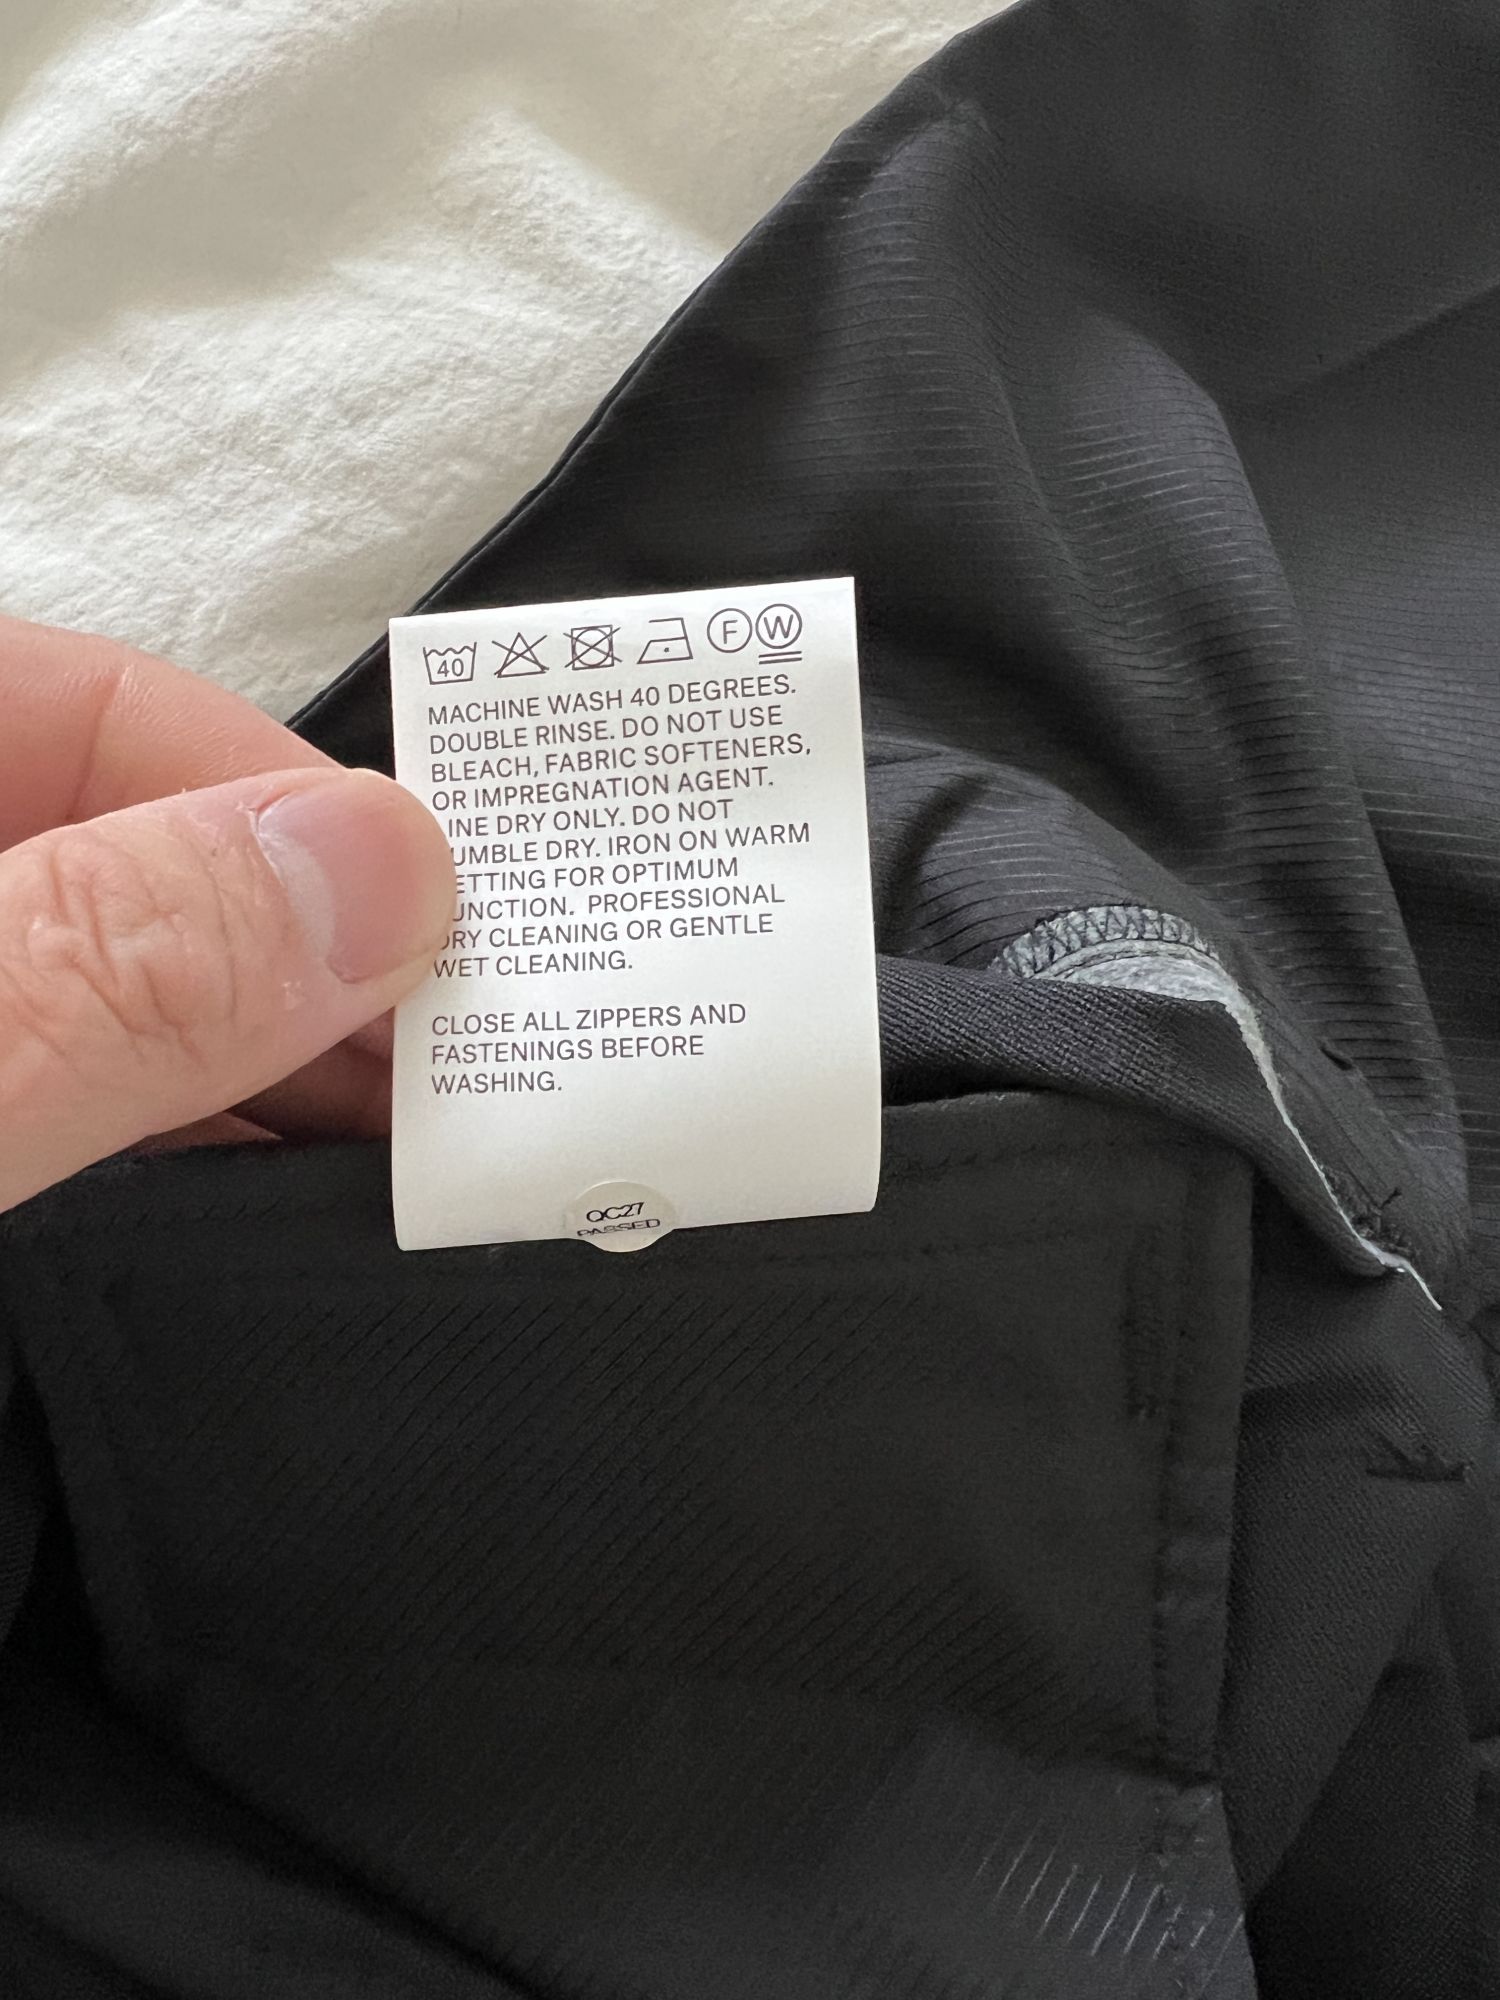 40 F W
MACHINE WASH 40 DEGREES.
DOUBLE RINSE. DO NOT USE
BLEACH, FABRIC SOFTENERS,
OR IMPREGNATION AGENT.
INE DRY ONLY. DO NOT
UMBLE DRY. IRON ON WARM
ETTING FOR OPTIMUM
UNCTION. PROFESSIONAL
DRY CLEANING OR GENTLE
WET CLEANING.
CLOSE ALL ZIPPERS AND
FASTENINGS BEFORE
WASHING.
QC27
PASSED